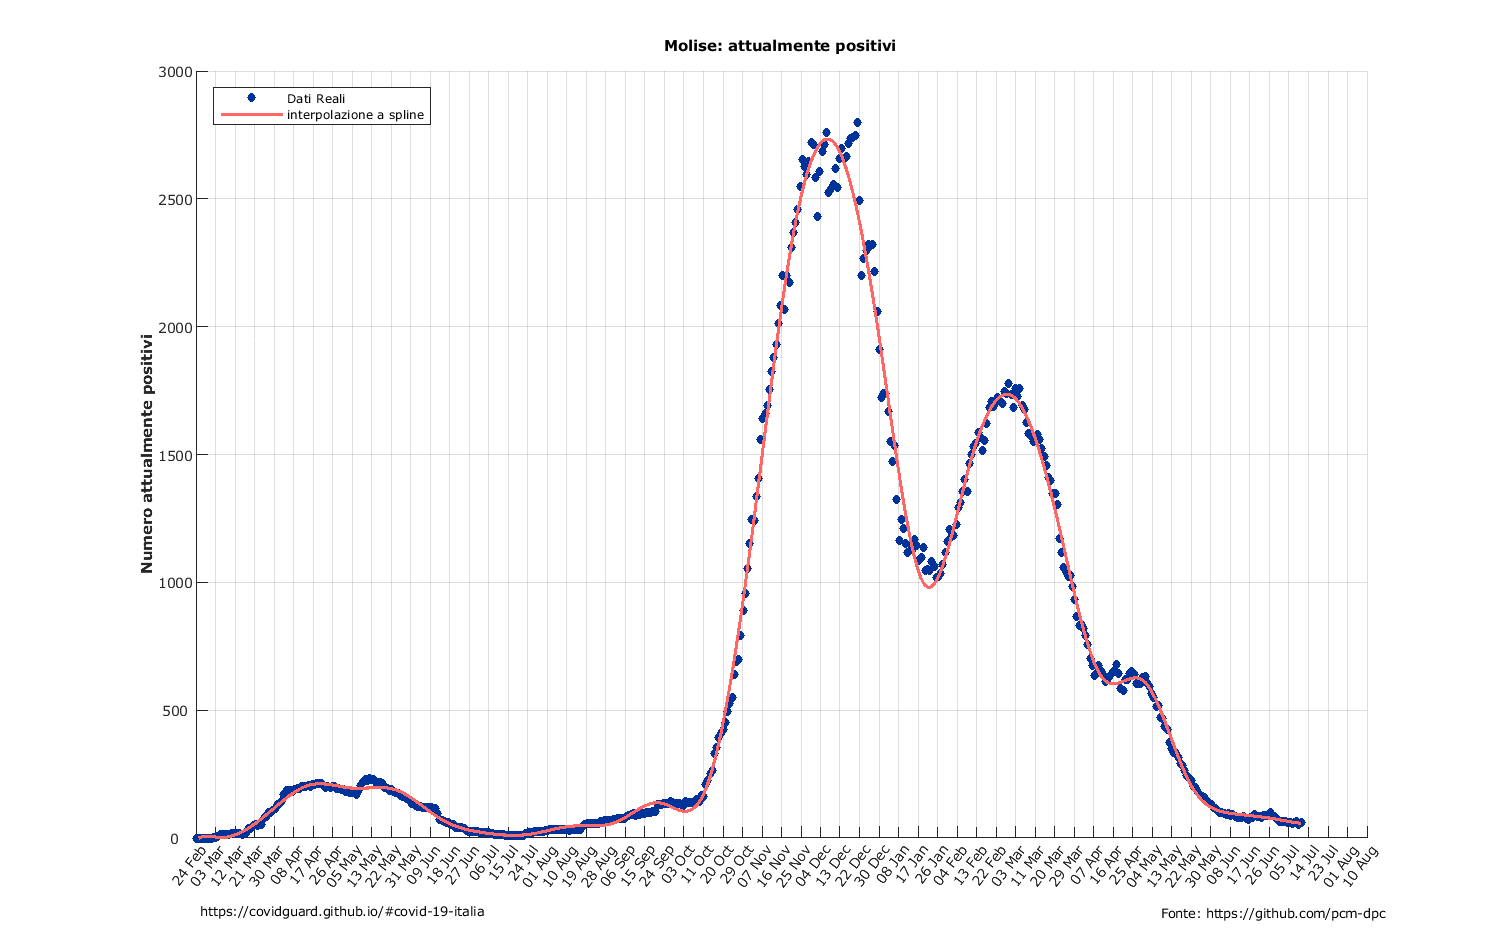 Molise: attualmente positivi
Dati Reali
interpolazione a spline
Numero attualmente positivi
3000
2500
2000
1500
1000
500
0
24 Feb
03 Mar
12 Mar
21 Mar
30 Mar
08 Apr
17 Apr
26 Apr
05 May
13 May
22 May
31 May
09 Jun
18 Jun
27 Jun
06 Jul
15 Jul
24 Jul
01 Aug
10 Aug
19 Aug
28 Aug
06 Sep
15 Sep
24 Sep
03 Oct
11 Oct
20 Oct
29 Oct
07 Nov
16 Nov
25 Nov
04 Dec
13 Dec
22 Dec
30 Dec
08 Jan
17 Jan
26 Jan
04 Feb
13 Feb
22 Feb
03 Mar
11 Mar
20 Mar
29 Mar
07 Apr
16 Apr
25 Apr
04 May
13 May
22 May
30 May
08 Jun
17 Jun
26 Jun
05 Jul
14 Jul
23 Jul
01 Aug
10 Aug
https://covidguard.github.io/#covid-19-italia
Fonte: https://github.com/pcm-dpc